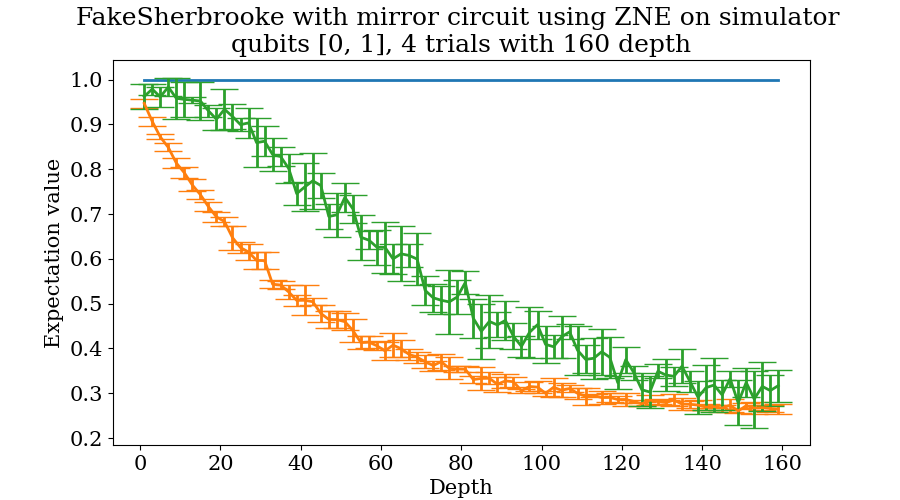 FakeSherbrooke with mirror circuit using ZNE on simulator
qubits [0, 1], 4 trials with 160 depth
1.0
0.9
0.8
0.7
0.6
0.5
0.4
0.3
0.2
Expectation value
0 20 40 60 80 100 120 140 160
Depth